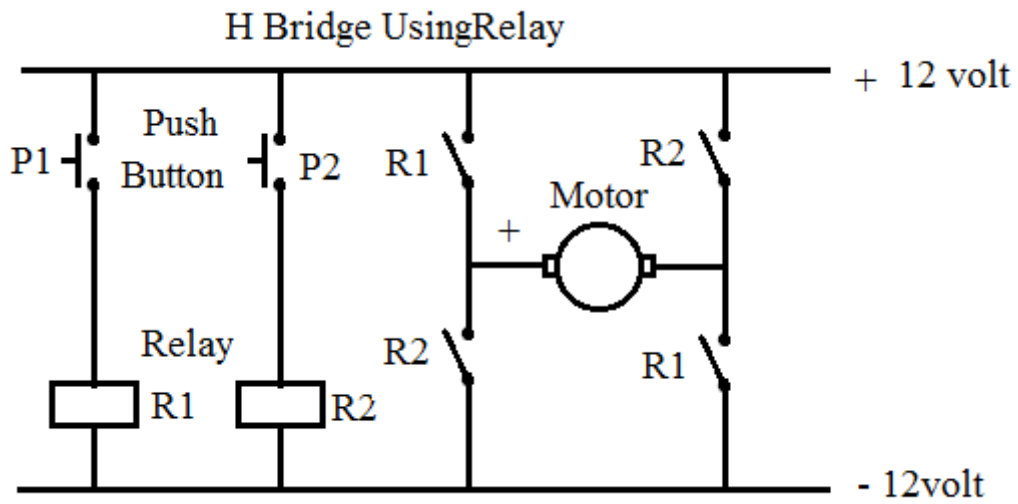 H Bridge UsingRelay
+ 12 volt
P1
Push
Button
P2
R1
R2
Motor
+
Relay
R1
R2
R2
R1
- 12volt